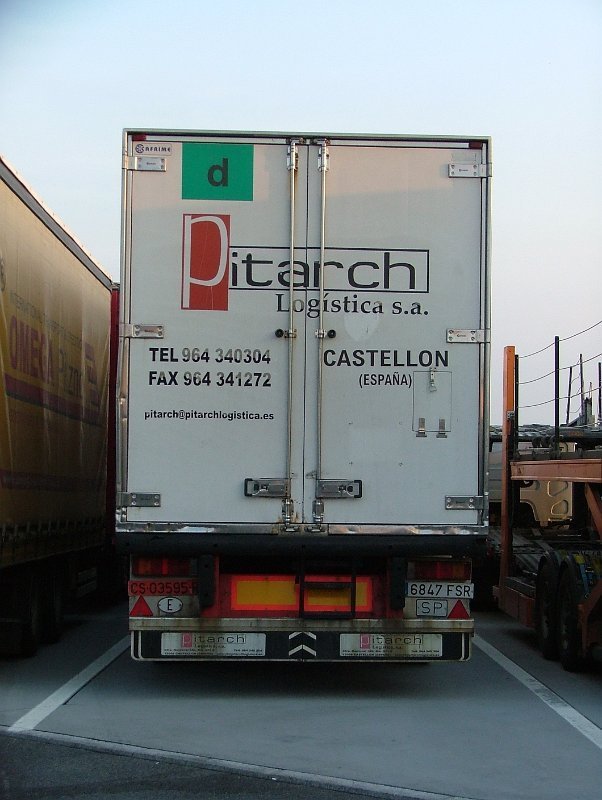 AFRIME
d
Pitarch
Logística s.a.
TEL 964 340304
FAX 964 341272
pitarch@pitarchlogistica.es
CASTELLON
(ESPAÑA)
OMEGA
CS 03595
6847 FSR
E
SP
pitarch
pitarch